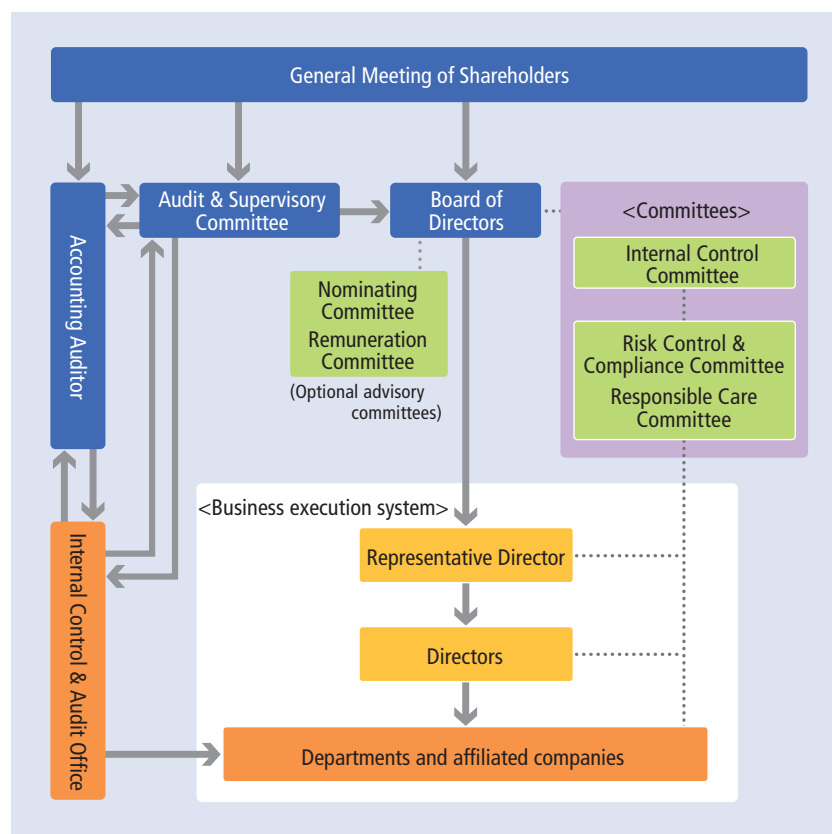 General Meeting of Shareholders
Accounting Auditor
Audit & Supervisory
Committee
Board of
Directors
<Committees>
Internal Control
Committee
Nominating
Committee
Remuneration
Committee
(Optional advisory
committees)
Risk Control &
Compliance Committee
Responsible Care
Committee
<Business execution system>
Representative Director
Directors
Internal Control & Audit Office
Departments and affiliated companies